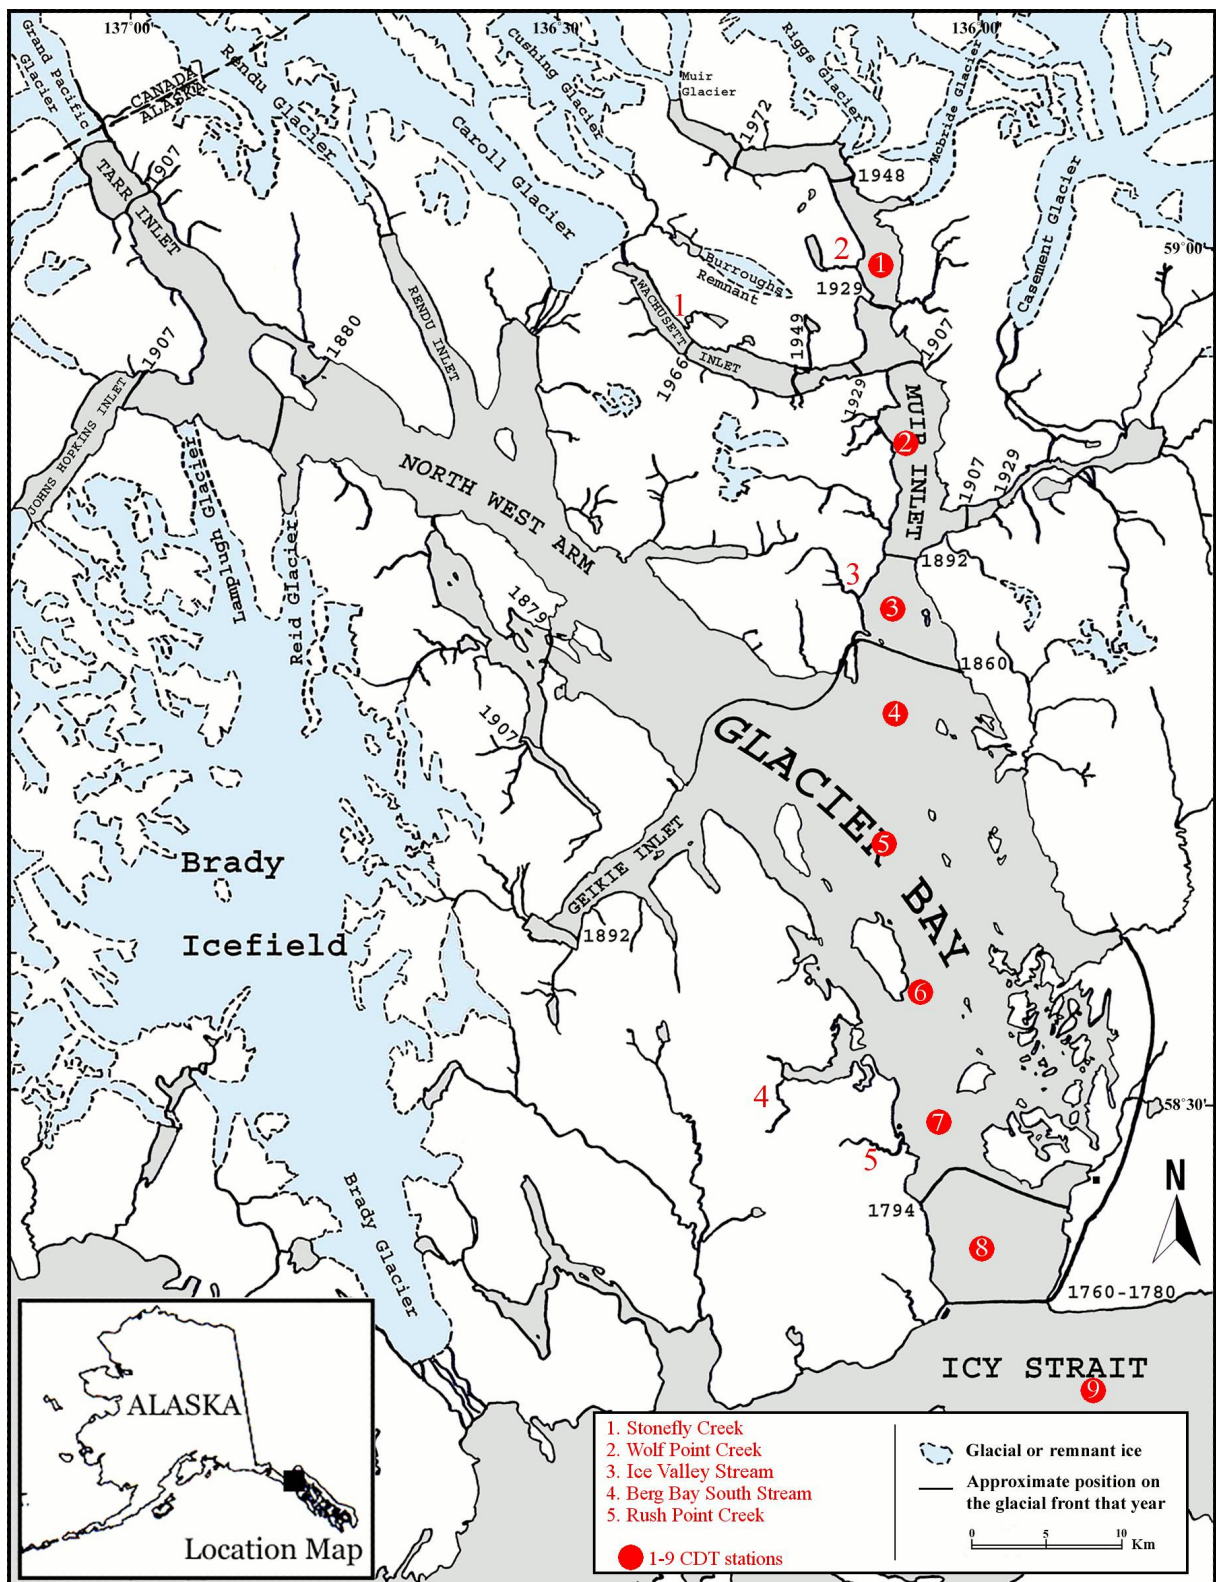 137°00'
136°30'
136°00'
Grand Pacific
Glacier
CANADA
ALASKA
Rendu Glacier
Cushing Glacier
Caroll Glacier
Muir
Glacier
Riggs Glacier
Mcbride Glacier
Casement Glacier
1972
1948
1907
TARR
INLET
59°00'
2
1
Burroughs
Remnant
1929
1
WACHUSETT
INLET
RENDU INLET
1880
1907
1949
1966
1907
1929
JOHNS HOPKINS INLET
MUIR INLET
2
Lamplugh Glacier
Reid Glacier
NORTH WEST ARM
1907
1929
1892
3
3
1879
1860
4
1907
GLACIER BAY
5
GEIKIE INLET
Brady
Icefield
1892
6
4
58°30'
7
5
Brady Glacier
1794
N
8
1760-1780
ICY STRAIT
9
ALASKA
Location Map
1. Stonefly Creek
2. Wolf Point Creek
3. Ice Valley Stream
4. Berg Bay South Stream
5. Rush Point Creek
1-9 CDT stations
Glacial or remnant ice
Approximate position on
the glacial front that year
0 5 10
Km